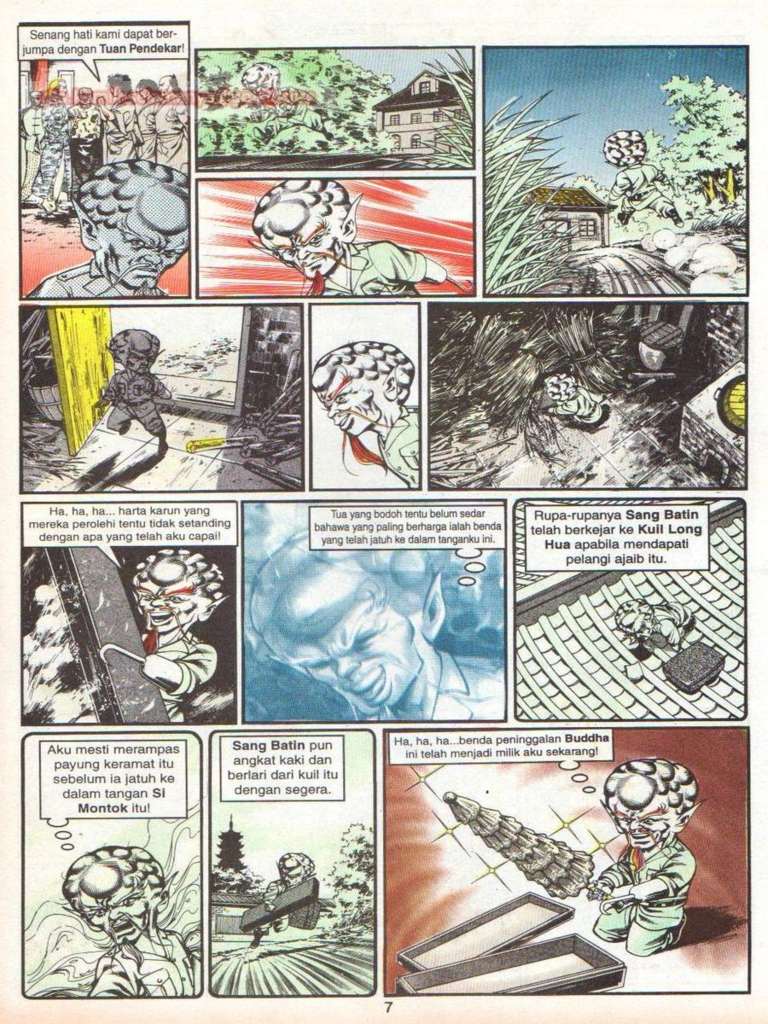 Senang hati kami dapat ber-
jumpa dengan Tuan Pendekar!
Ha, ha, ha... harta karun yang
mereka perolehi tentu tidak setanding
dengan apa yang telah aku capai!
Tua yang bodoh tentu belum sedar
bahawa yang paling berharga ialah benda
yang telah jatuh ke dalam tanganku ini.
Rupa-rupanya Sang Batin
telah berkejar ke Kuil Long
Hua apabila mendapati
pelangi ajaib itu.
Aku mesti merampas
payung keramat itu
sebelum ia jatuh ke
dalam tangan Si
Montok itu!
Sang Batin pun
angkat kaki dan
berlari dari kuil itu
dengan segera.
Ha, ha, ha...benda peninggalan Buddha
ini telah menjadi milik aku sekarang!
7